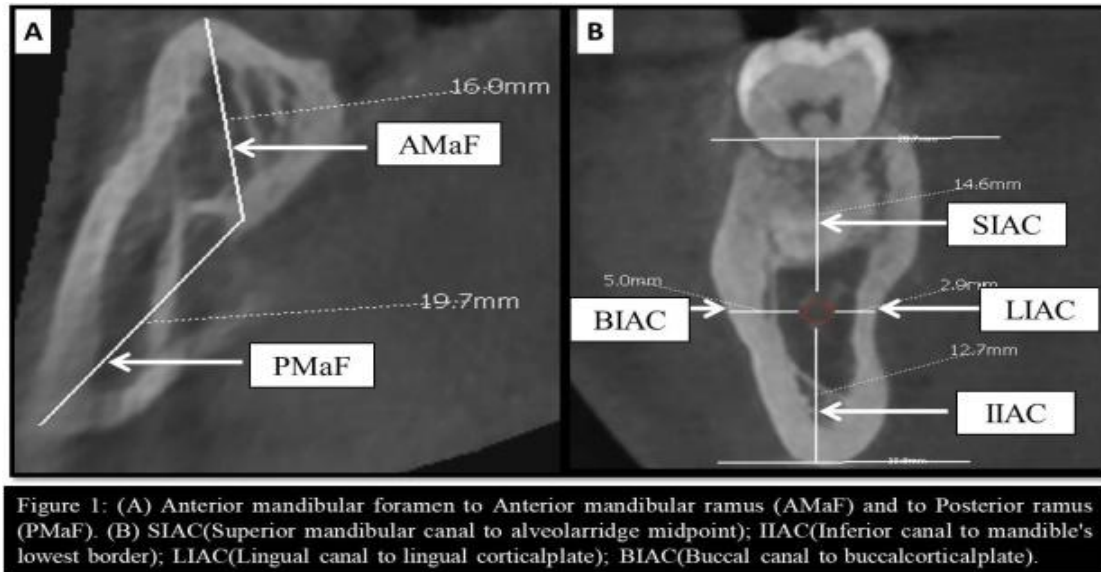 A
16.0mm
AMaF
19.7mm
PMaF
B
14.6mm
SIAC
5.0mm
2.9mm
BIAC
LIAC
12.7mm
IIAC
Figure 1: (A) Anterior mandibular foramen to Anterior mandibular ramus (AMaF) and to Posterior ramus
(PMaF). (B) SIAC(Superior mandibular canal to alveolarridge midpoint); IIAC(Inferior canal to mandible's
lowest border); LIAC(Lingual canal to lingual corticalplate); BIAC(Buccal canal to buccalcorticalplate).